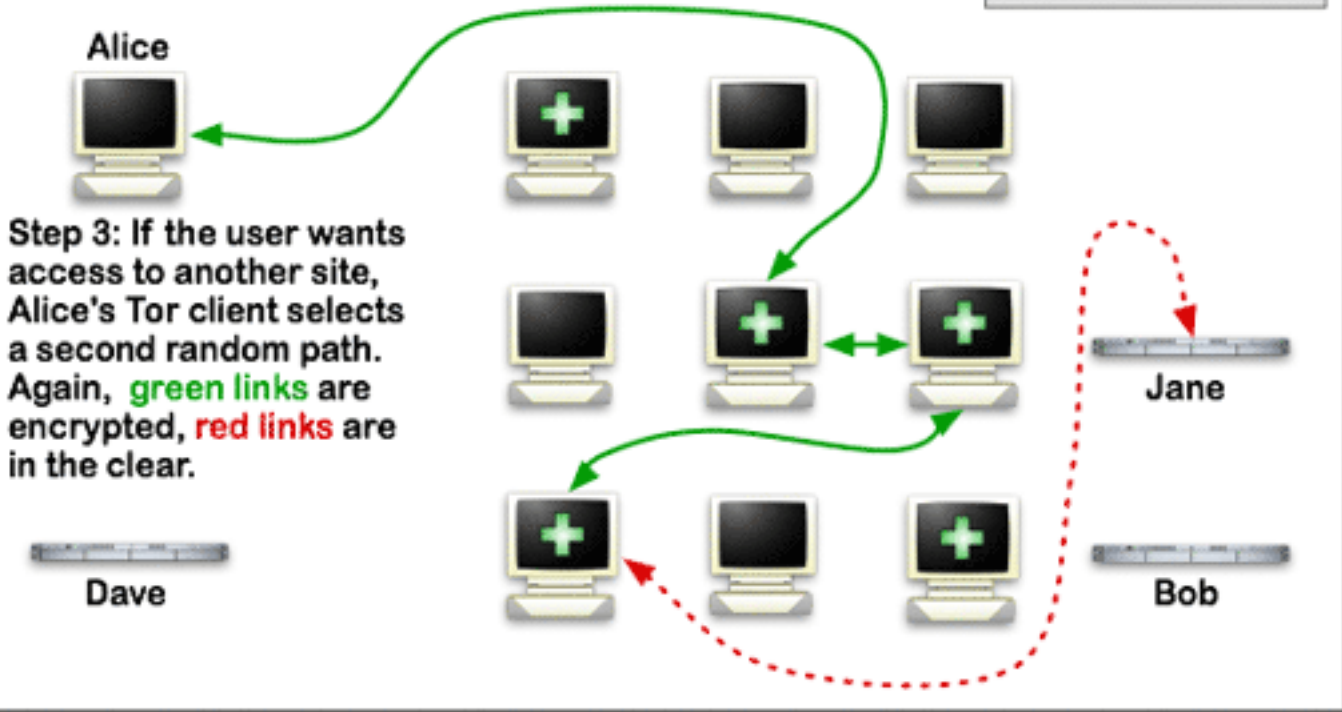 Alice
Step 3: If the user wants
access to another site,
Alice's Tor client selects
a second random path.
Again, green links are
encrypted, red links are
in the clear.
Jane
Dave
Bob